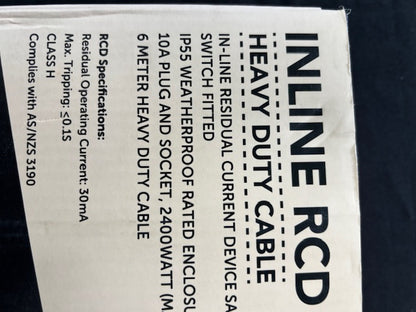 INLINE RCD
HEAVY DUTY CABLE
IN-LINE RESIDUAL CURRENT DEVICE SA
SWITCH FITTED
IP55 WEATHERPROOF RATED ENCLOSU
10A PLUG AND SOCKET, 2400WATT (M
6 METER HEAVY DUTY CABLE
RCD Specifications:
Residual Operating Current: 30mA
Max. Tripping: ≤0.1S
CLASS H
Complies with AS/NZS 3190